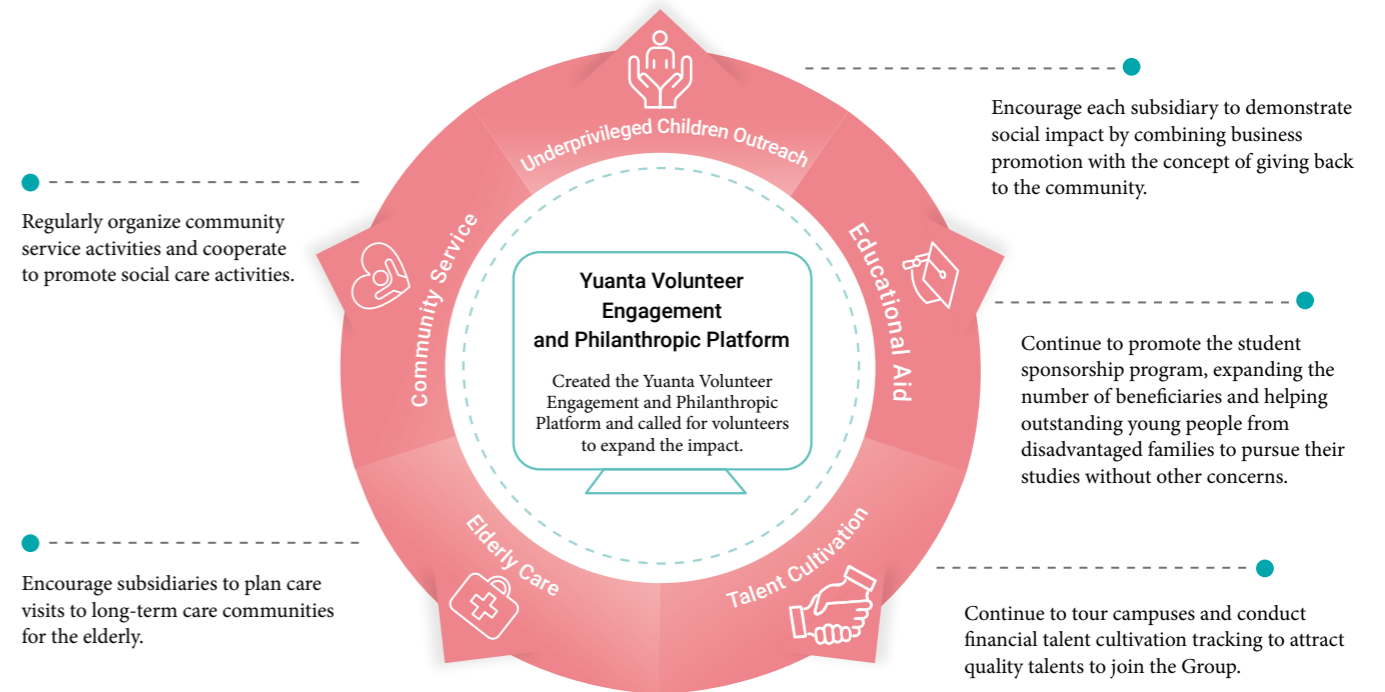 Underprivileged Children Outreach
Encourage each subsidiary to demonstrate
social impact by combining business
promotion with the concept of giving back
to the community.
Educational Aid
Continue to promote the student
sponsorship program, expanding the
number of beneficiaries and helping
outstanding young people from
disadvantaged families to pursue their
studies without other concerns.
Talent Cultivation
Continue to tour campuses and conduct
financial talent cultivation tracking to attract
quality talents to join the Group.
Elderly Care
Encourage subsidiaries to plan care
visits to long-term care communities
for the elderly.
Community Service
Regularly organize community
service activities and cooperate
to promote social care activities.
Yuanta Volunteer
Engagement
and Philanthropic Platform
Created the Yuanta Volunteer
Engagement and Philanthropic
Platform and called for volunteers
to expand the impact.